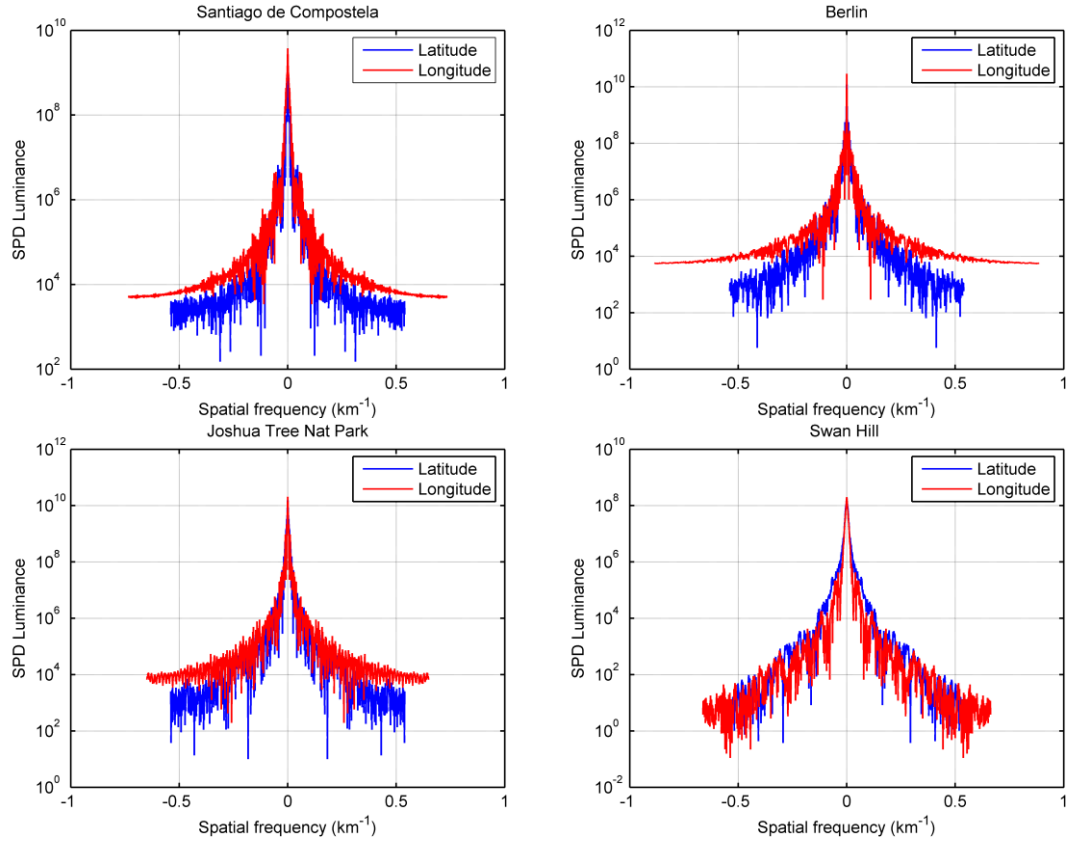 Santiago de Compostela
SPD Luminance
10^10
10^8
10^6
10^4
10^2
Latitude
Longitude
-1 -0.5 0 0.5 1
Spatial frequency (km^-1)
Berlin
SPD Luminance
10^12
10^10
10^8
10^6
10^4
10^2
10^0
Latitude
Longitude
-1 -0.5 0 0.5 1
Spatial frequency (km^-1)
Joshua Tree Nat Park
SPD Luminance
10^12
10^10
10^8
10^6
10^4
10^2
10^0
Latitude
Longitude
-1 -0.5 0 0.5 1
Spatial frequency (km^-1)
Swan Hill
SPD Luminance
10^10
10^8
10^6
10^4
10^2
10^0
10^-2
Latitude
Longitude
-1 -0.5 0 0.5 1
Spatial frequency (km^-1)